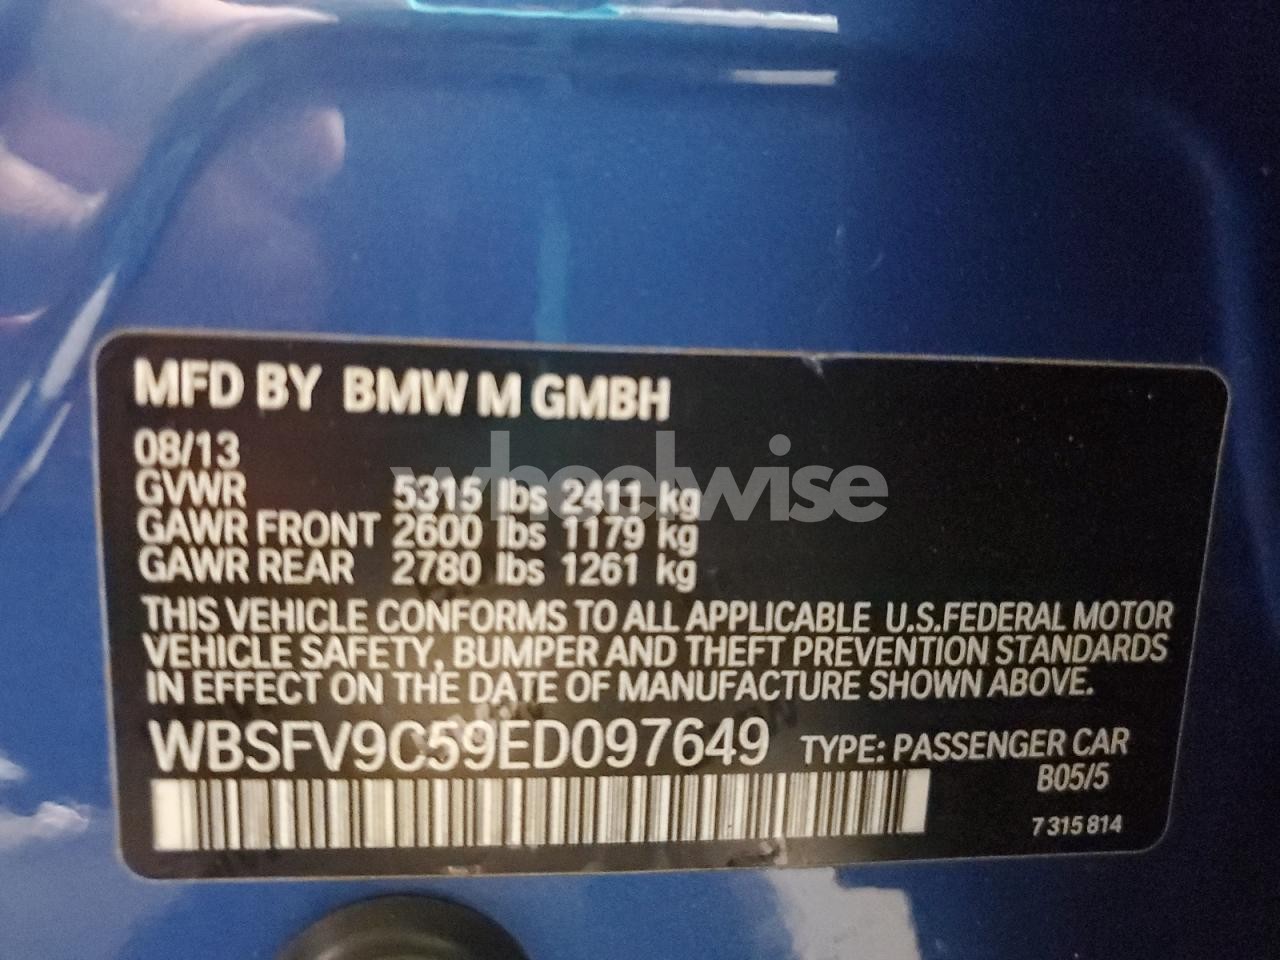 MFD BY BMW M GMBH
08/13
GVWR 5315 lbs 2411 kg
GAWR FRONT 2600 lbs 1179 kg
GAWR REAR 2780 lbs 1261 kg
THIS VEHICLE CONFORMS TO ALL APPLICABLE U.S.FEDERAL MOTOR
VEHICLE SAFETY, BUMPER AND THEFT PREVENTION STANDARDS
IN EFFECT ON THE DATE OF MANUFACTURE SHOWN ABOVE.
WBSFV9C59ED097649 TYPE: PASSENGER CAR
B05/5
7 315 814
wheelwise